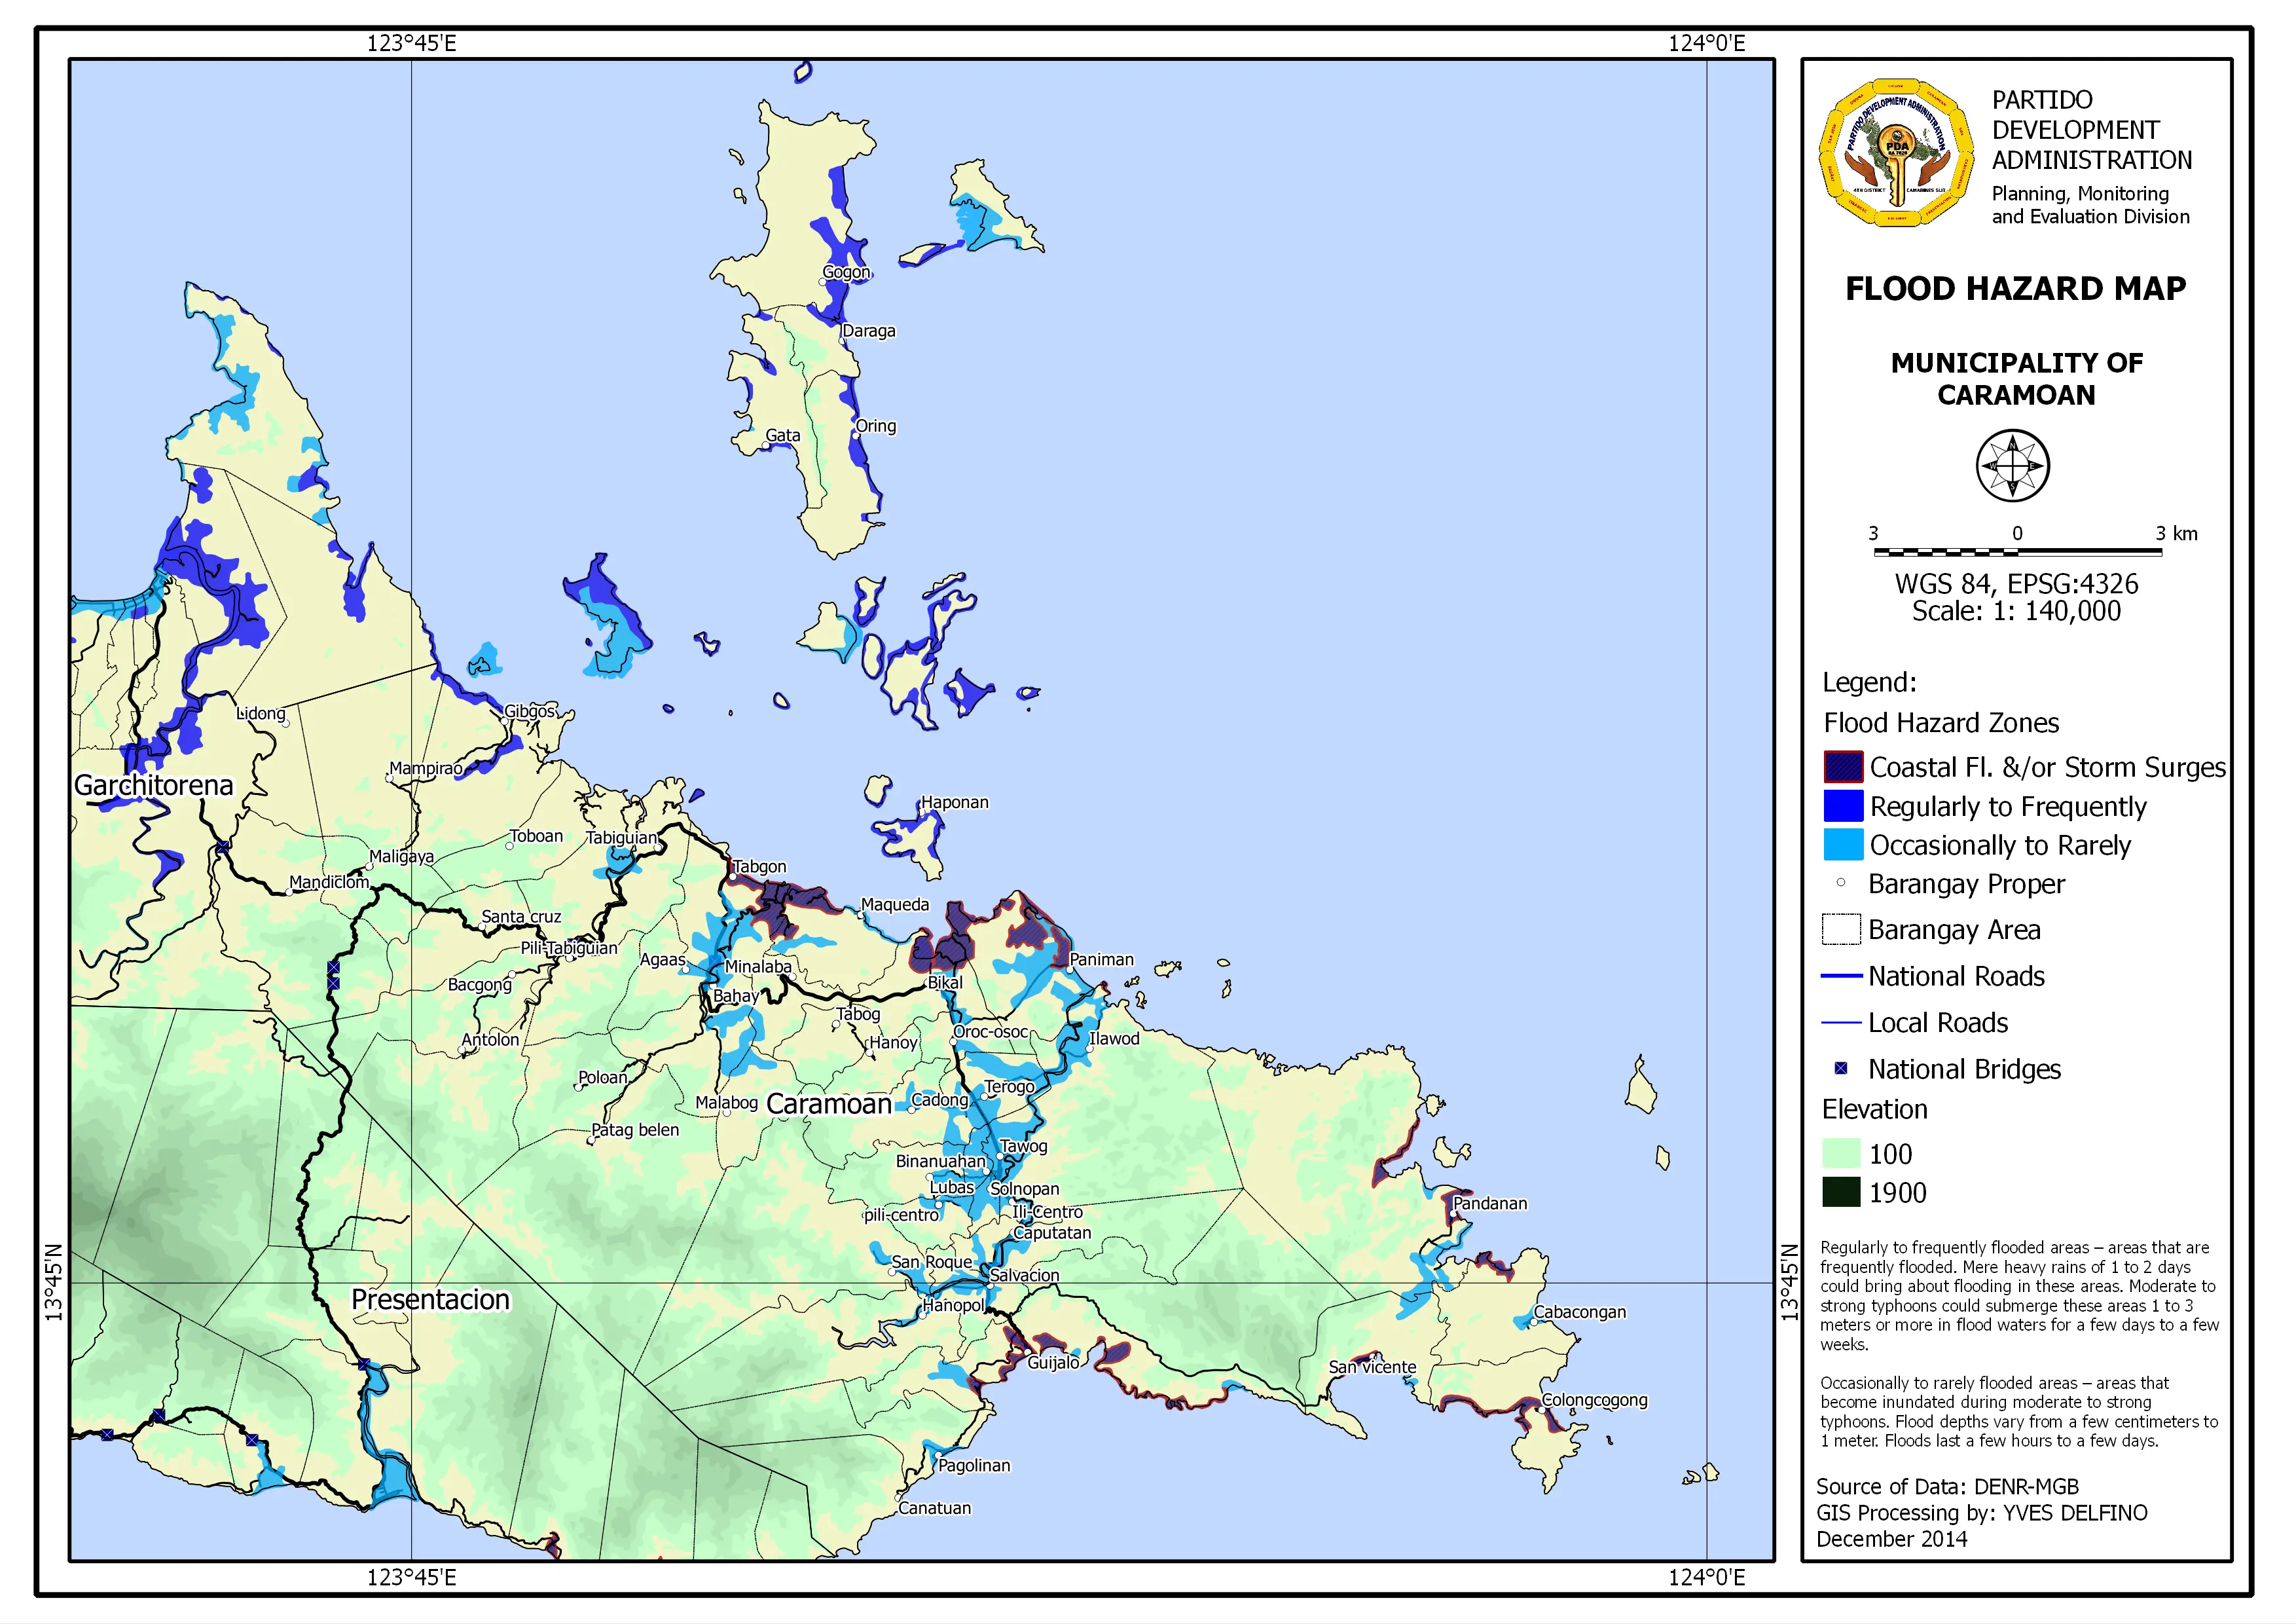 123°45'E
124°0'E
PARTIDO
DEVELOPMENT
ADMINISTRATION
Planning, Monitoring
and Evaluation Division
PARTIDO DEVELOPMENT ADMINISTRATION
PDA
RA 7820
4TH DISTRICT
CAMARINES SUR
FLOOD HAZARD MAP
MUNICIPALITY OF
CARAMOAN
N
W
E
S
3 0 3 km
WGS 84, EPSG:4326
Scale: 1: 140,000
Legend:
Flood Hazard Zones
Coastal Fl. &/or Storm Surges
Regularly to Frequently
Occasionally to Rarely
Barangay Proper
Barangay Area
National Roads
Local Roads
National Bridges
Elevation
100
1900
Regularly to frequently flooded areas – areas that are
frequently flooded. Mere heavy rains of 1 to 2 days
could bring about flooding in these areas. Moderate to
strong typhoons could submerge these areas 1 to 3
meters or more in flood waters for a few days to a few
weeks.
Occasionally to rarely flooded areas – areas that
become inundated during moderate to strong
typhoons. Flood depths vary from a few centimeters to
1 meter. Floods last a few hours to a few days.
Source of Data: DENR-MGB
GIS Processing by: YVES DELFINO
December 2014
Gogon
Daraga
Oring
Gata
Lidong
Gibgos
Mampirao
Garchitorena
Haponan
Toboan
Tabiguian
Maligaya
Tabgon
Mandiclom
Maqueda
Santa cruz
Pili-Tabiguian
Agaas
Minalaba
Paniman
Bacgong
Bikal
Bahay
Tabog
Oroc-osoc
Antolon
Hanoy
Ilawod
Poloan
Terogo
Malabog
Caramoan
Cadong
Patag belen
Tawog
Binanuahan
Lubas
Solnopan
pili-centro
Ili-Centro
Pandanan
Caputatan
San Roque
Salvacion
Presentacion
Hanopol
Cabacongan
Guijalo
San vicente
Colongcogong
Pagolinan
Canatuan
13°45'N
13°45'N
123°45'E
124°0'E